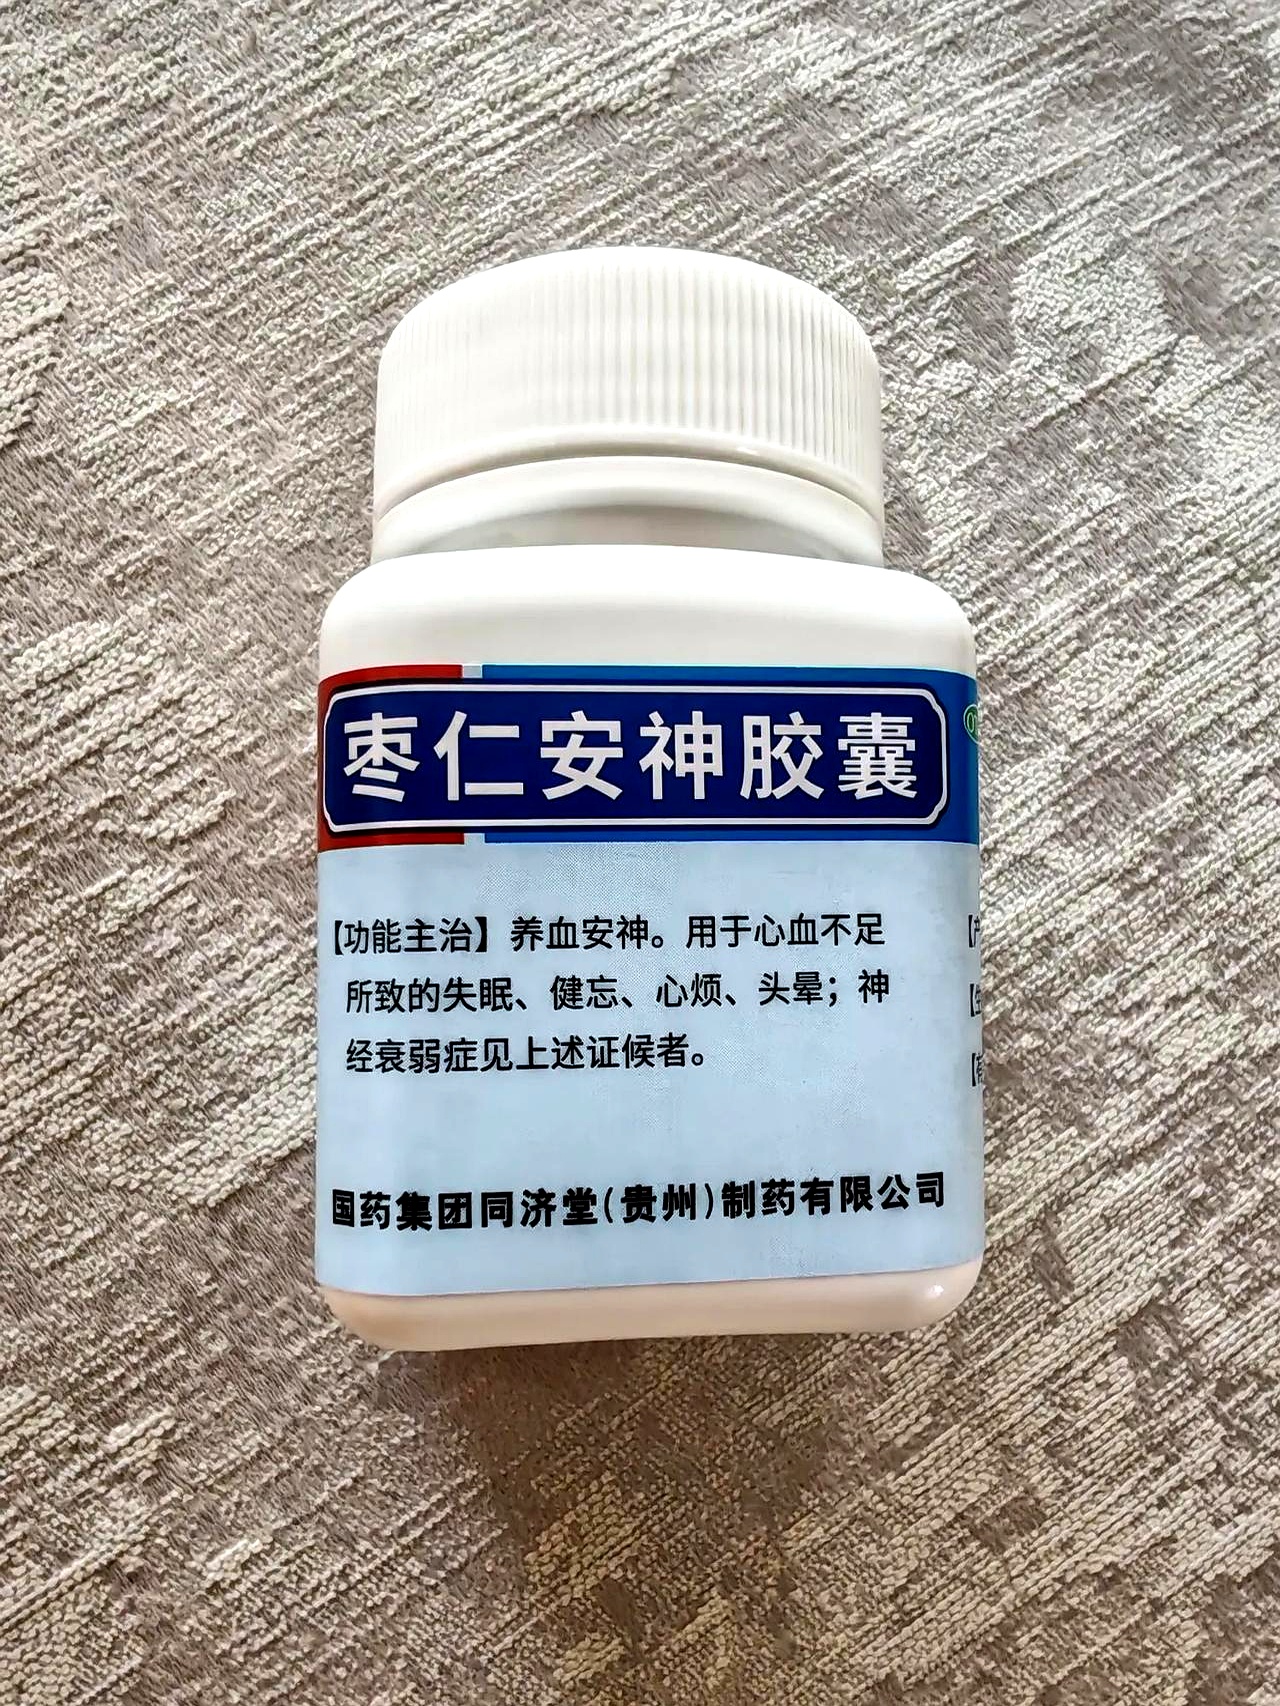 枣仁安神胶囊
【功能主治】养血安神。用于心血不足
所致的失眠、健忘、心烦、头晕；神
经衰弱症见上述证候者。
国药集团同济堂(贵州)制药有限公司